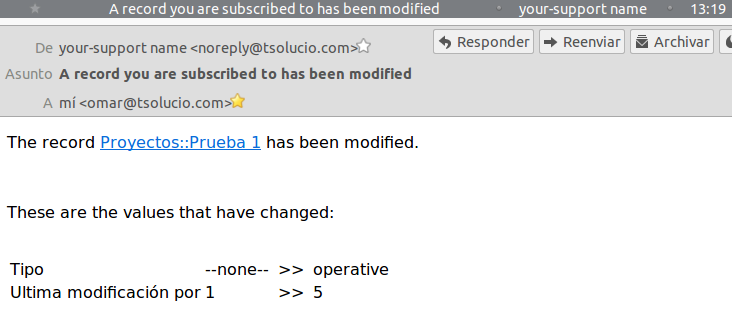 A record you are subscribed to has been modified your-support name 13:19
De your-support name <noreply@tsolucio.com>
Responder Reenviar Archivar
Asunto A record you are subscribed to has been modified
A mí <omar@tsolucio.com>
The record Proyectos::Prueba 1 has been modified.
These are the values that have changed:
Tipo --none-- >> operative
Ultima modificación por 1 >> 5